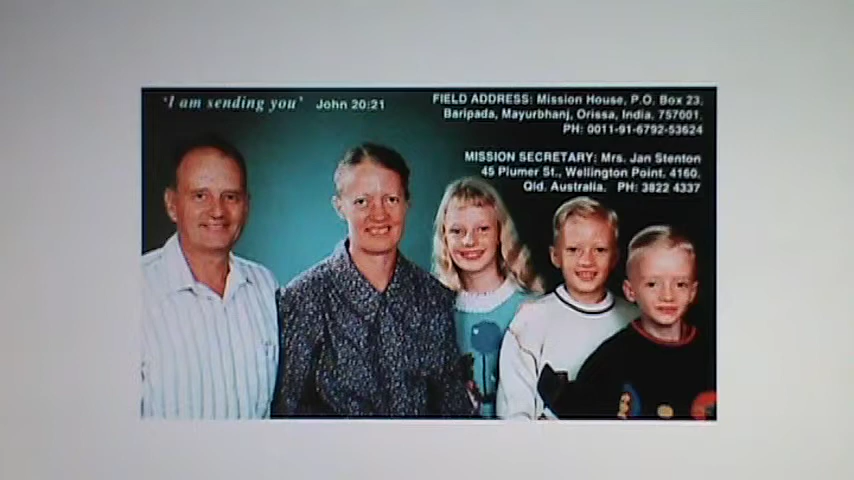 'I am sending you' John 20:21
FIELD ADDRESS: Mission House, P.O. Box 23,
Baripada, Mayurbhanj, Orissa, India. 757001.
PH: 0011-91-6792-53624
MISSION SECRETARY: Mrs. Jan Stenton
45 Plumer St., Wellington Point. 4160.
Qld. Australia. PH: 3822 4337